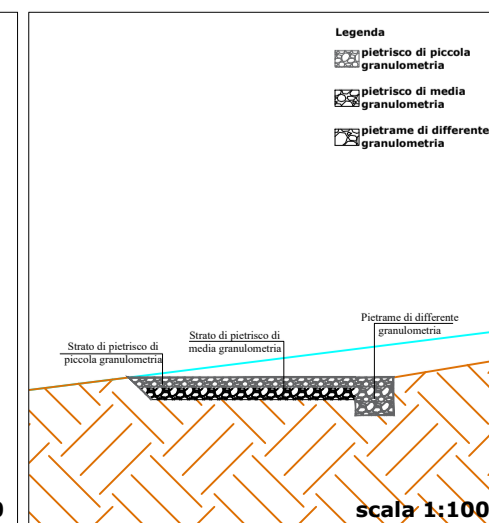 Legenda
pietrisco di piccola
granulometria
pietrisco di media
granulometria
pietrame di differente
granulometria
Pietrame di differente
granulometria
Strato di pietrisco di
media granulometria
Strato di pietrisco di
piccola granulometria
scala 1:100
0